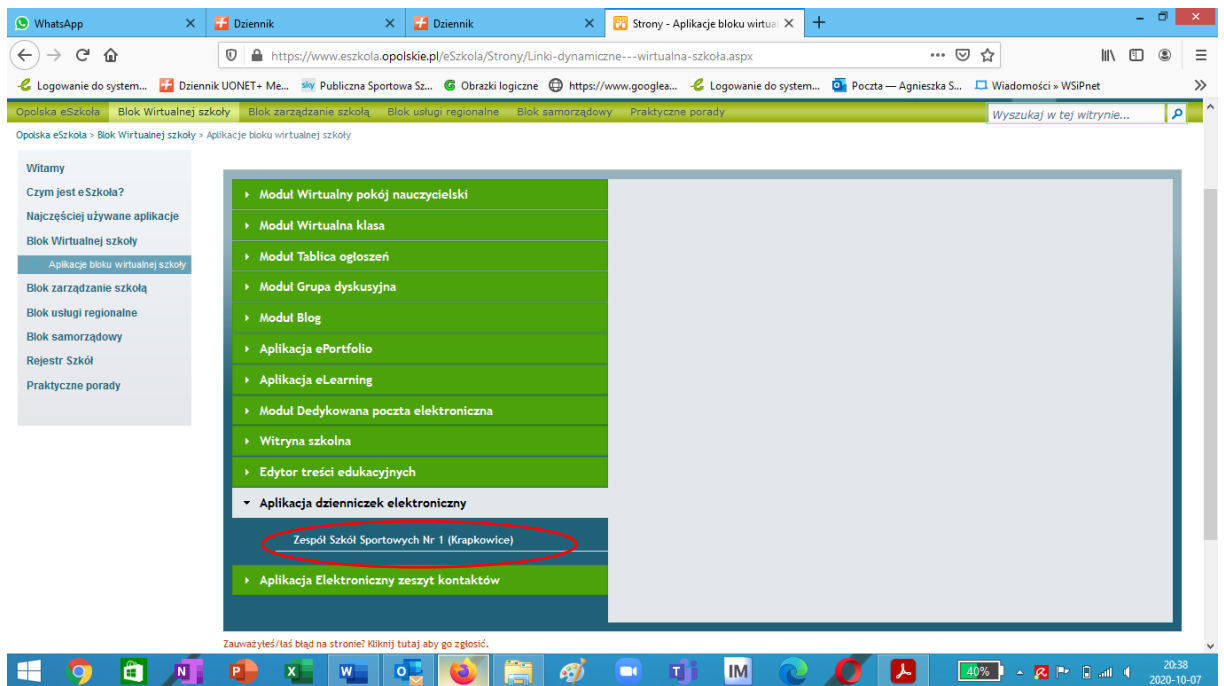 WhatsApp
Dziennik
Dziennik
Strony - Aplikacje bloku wirtual
https://www.eszkola.opolskie.pl/eSzkola/Strony/Linki-dynamiczne---wirtualna-szkoła.aspx
Logowanie do system...
Dziennik UONET+ Me...
sky Publiczna Sportowa Sz...
Obrazki logiczne
https://www.googlea...
Logowanie do system...
Poczta — Agnieszka S...
Wiadomości » WSiPnet
Opolska eSzkoła
Blok Wirtualnej szkoły
Blok zarządzanie szkołą
Blok usługi regionalne
Blok samorządowy
Praktyczne porady
Wyszukaj w tej witrynie...
Opolska eSzkoła > Blok Wirtualnej szkoły > Aplikacje bloku wirtualnej szkoły
Witamy
Czym jest eSzkoła?
Najczęściej używane aplikacje
Blok Wirtualnej szkoły
Aplikacje bloku wirtualnej szkoły
Blok zarządzanie szkołą
Blok usługi regionalne
Blok samorządowy
Rejestr Szkół
Praktyczne porady
Moduł Wirtualny pokój nauczycielski
Moduł Wirtualna klasa
Moduł Tablica ogłoszeń
Moduł Grupa dyskusyjna
Moduł Blog
Aplikacja ePortfolio
Aplikacja eLearning
Moduł Dedykowana poczta elektroniczna
Witryna szkolna
Edytor treści edukacyjnych
Aplikacja dzienniczek elektroniczny
Zespół Szkół Sportowych Nr 1 (Krapkowice)
Aplikacja Elektroniczny zeszyt kontaktów
Zauważyłeś/łaś błąd na stronie? Kliknij tutaj aby go zgłosić.
IM
40%
20:38
2020-10-07